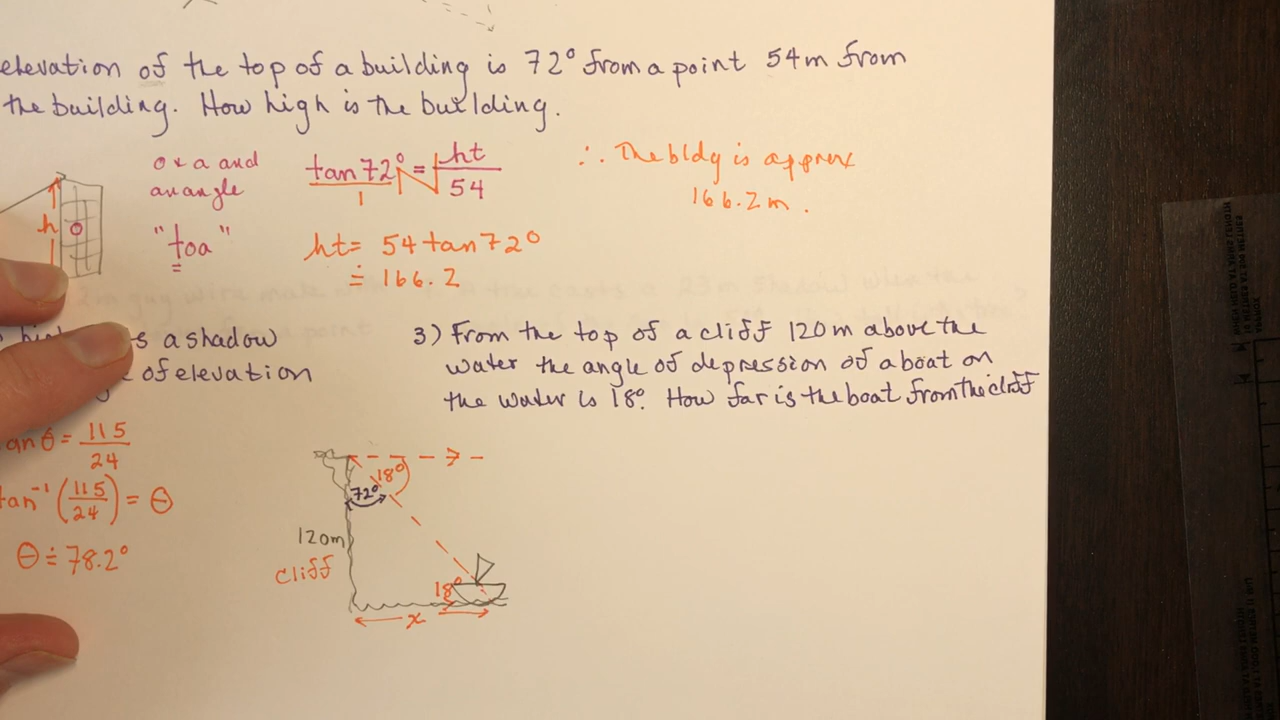 elevation of the top of a building is 72° from a point 54m from
the building. How high is the building.
o + a and
an angle
"toa"
h
o
tan72° = ht
1 54
ht = 54 tan 72°
≐ 166.2
∴ The bldg is approx
166.2m.
s a shadow
of elevation
tanθ = 115
24
tan⁻¹ (115/24) = θ
θ ≐ 78.2°
3) From the top of a cliff 120m above the
water the angle of depression of a boat on
the water is 18°. How far is the boat from the cliff
18°
72°
120m
cliff
18°
x